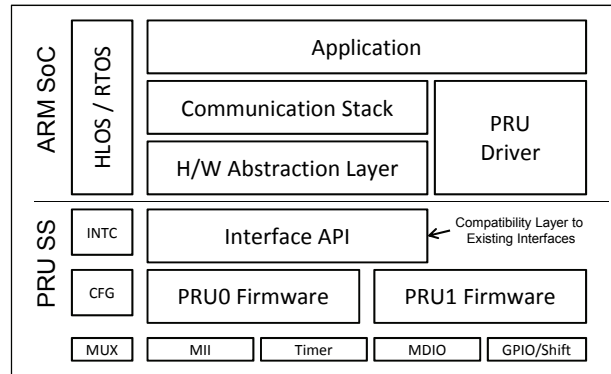 ARM SoC
HLOS / RTOS
Application
Communication Stack
H/W Abstraction Layer
PRU
Driver
PRU SS
INTC
Interface API
Compatibility Layer to
Existing Interfaces
CFG
PRU0 Firmware
PRU1 Firmware
MUX
MII
Timer
MDIO
GPIO/Shift